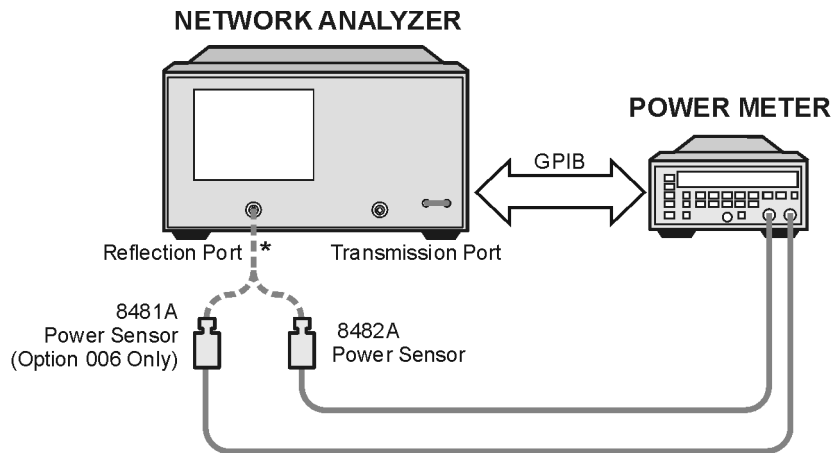 NETWORK ANALYZER
POWER METER
GPIB
Reflection Port
*
Transmission Port
8481A
Power Sensor
(Option 006 Only)
8482A
Power Sensor